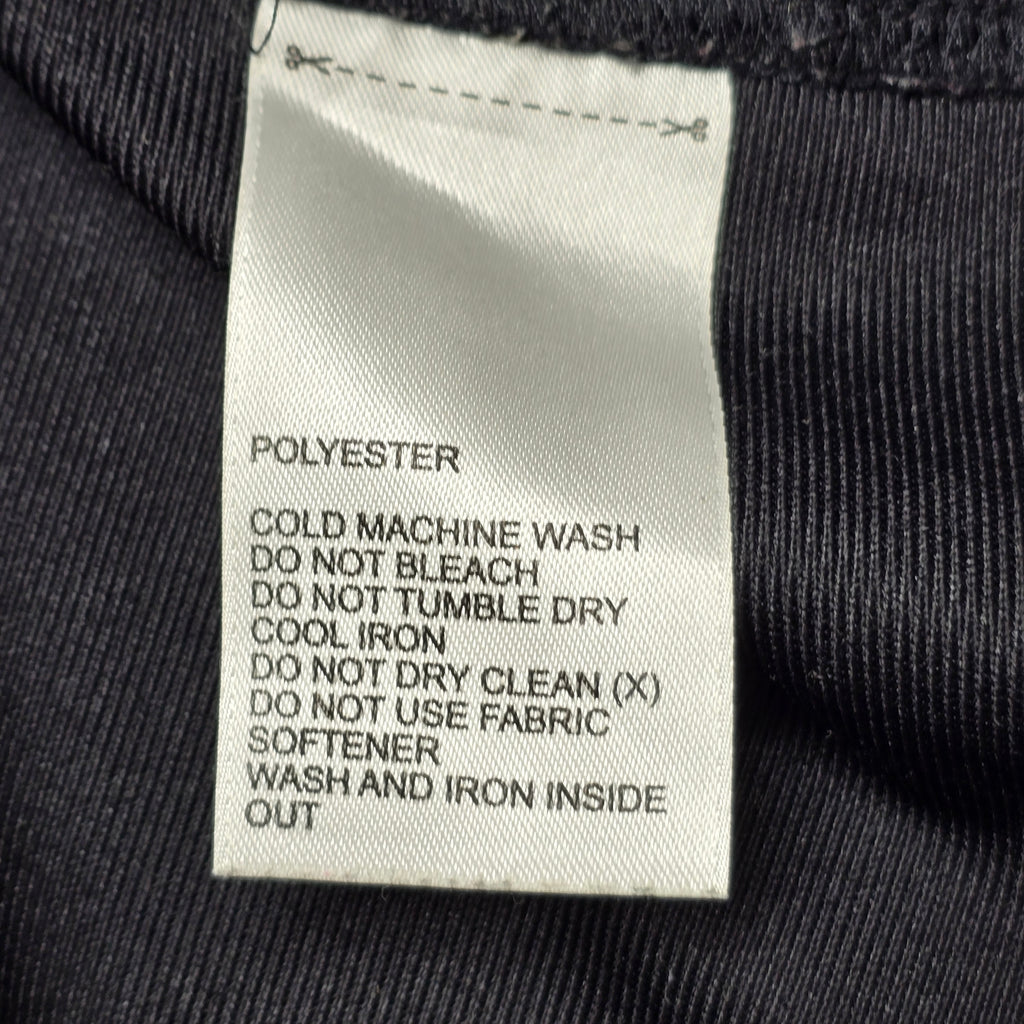 POLYESTER
COLD MACHINE WASH
DO NOT BLEACH
DO NOT TUMBLE DRY
COOL IRON
DO NOT DRY CLEAN (X)
DO NOT USE FABRIC
SOFTENER
WASH AND IRON INSIDE
OUT